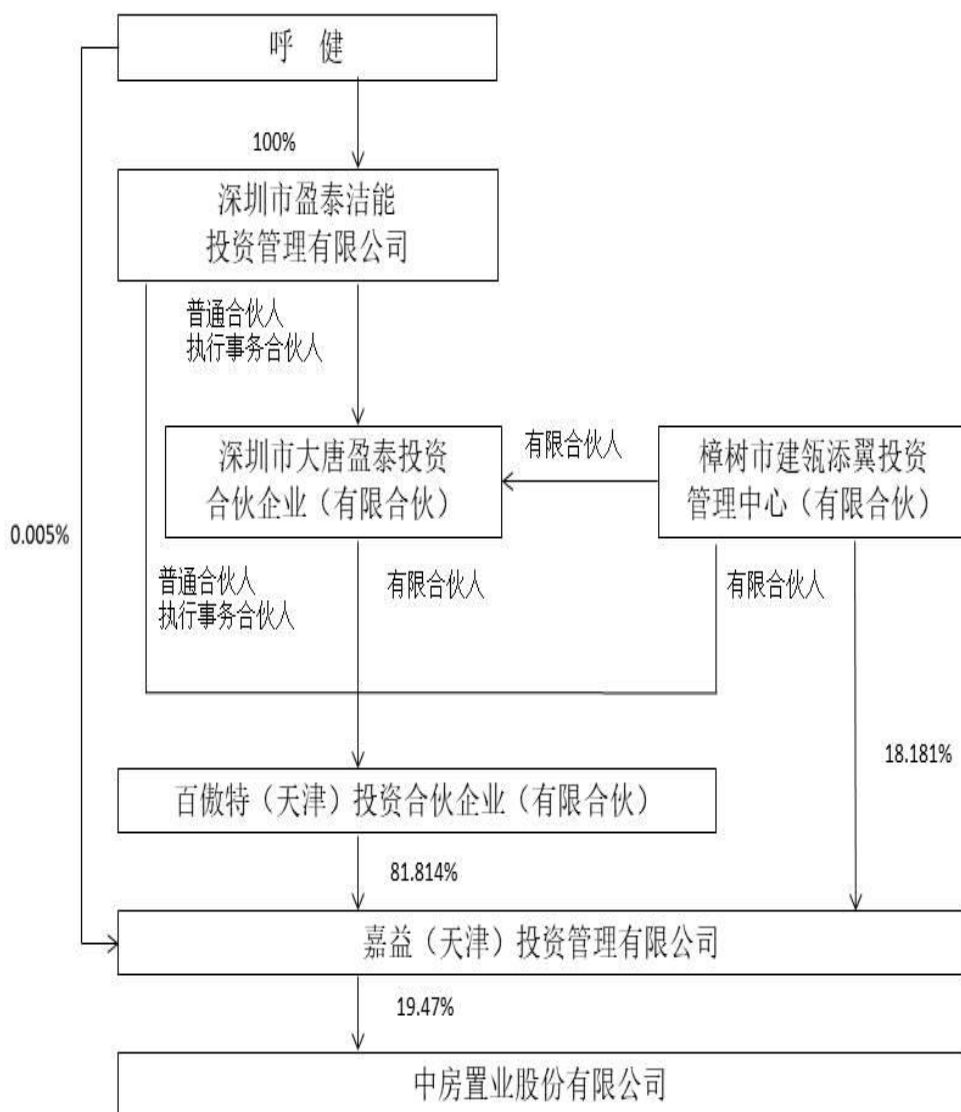 呼 健
100%
深圳市盈泰洁能
投资管理有限公司
普通合伙人
执行事务合伙人
深圳市大唐盈泰投资
合伙企业（有限合伙）
有限合伙人
樟树市建瓴添翼投资
管理中心（有限合伙）
0.005%
普通合伙人
执行事务合伙人
有限合伙人
有限合伙人
18.181%
百傲特（天津）投资合伙企业（有限合伙）
81.814%
嘉益（天津）投资管理有限公司
19.47%
中房置业股份有限公司